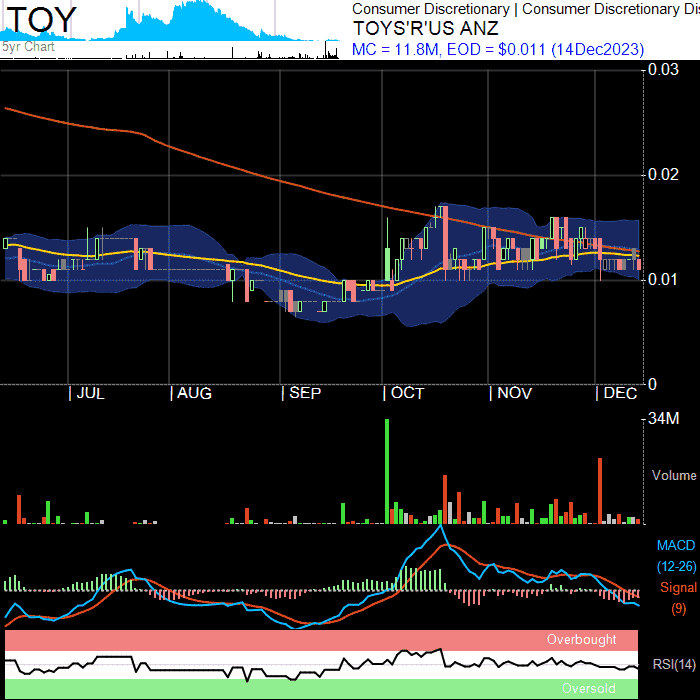 TOY
5yr Chart
Consumer Discretionary | Consumer Discretionary Dis
TOYS'R'US ANZ
MC = 11.8M, EOD = $0.011 (14Dec2023)
0.03
0.02
0.01
0
| JUL | AUG | SEP | OCT | NOV | DEC
34M
Volume
MACD
(12-26)
Signal
(9)
Overbought
RSI(14)
Oversold